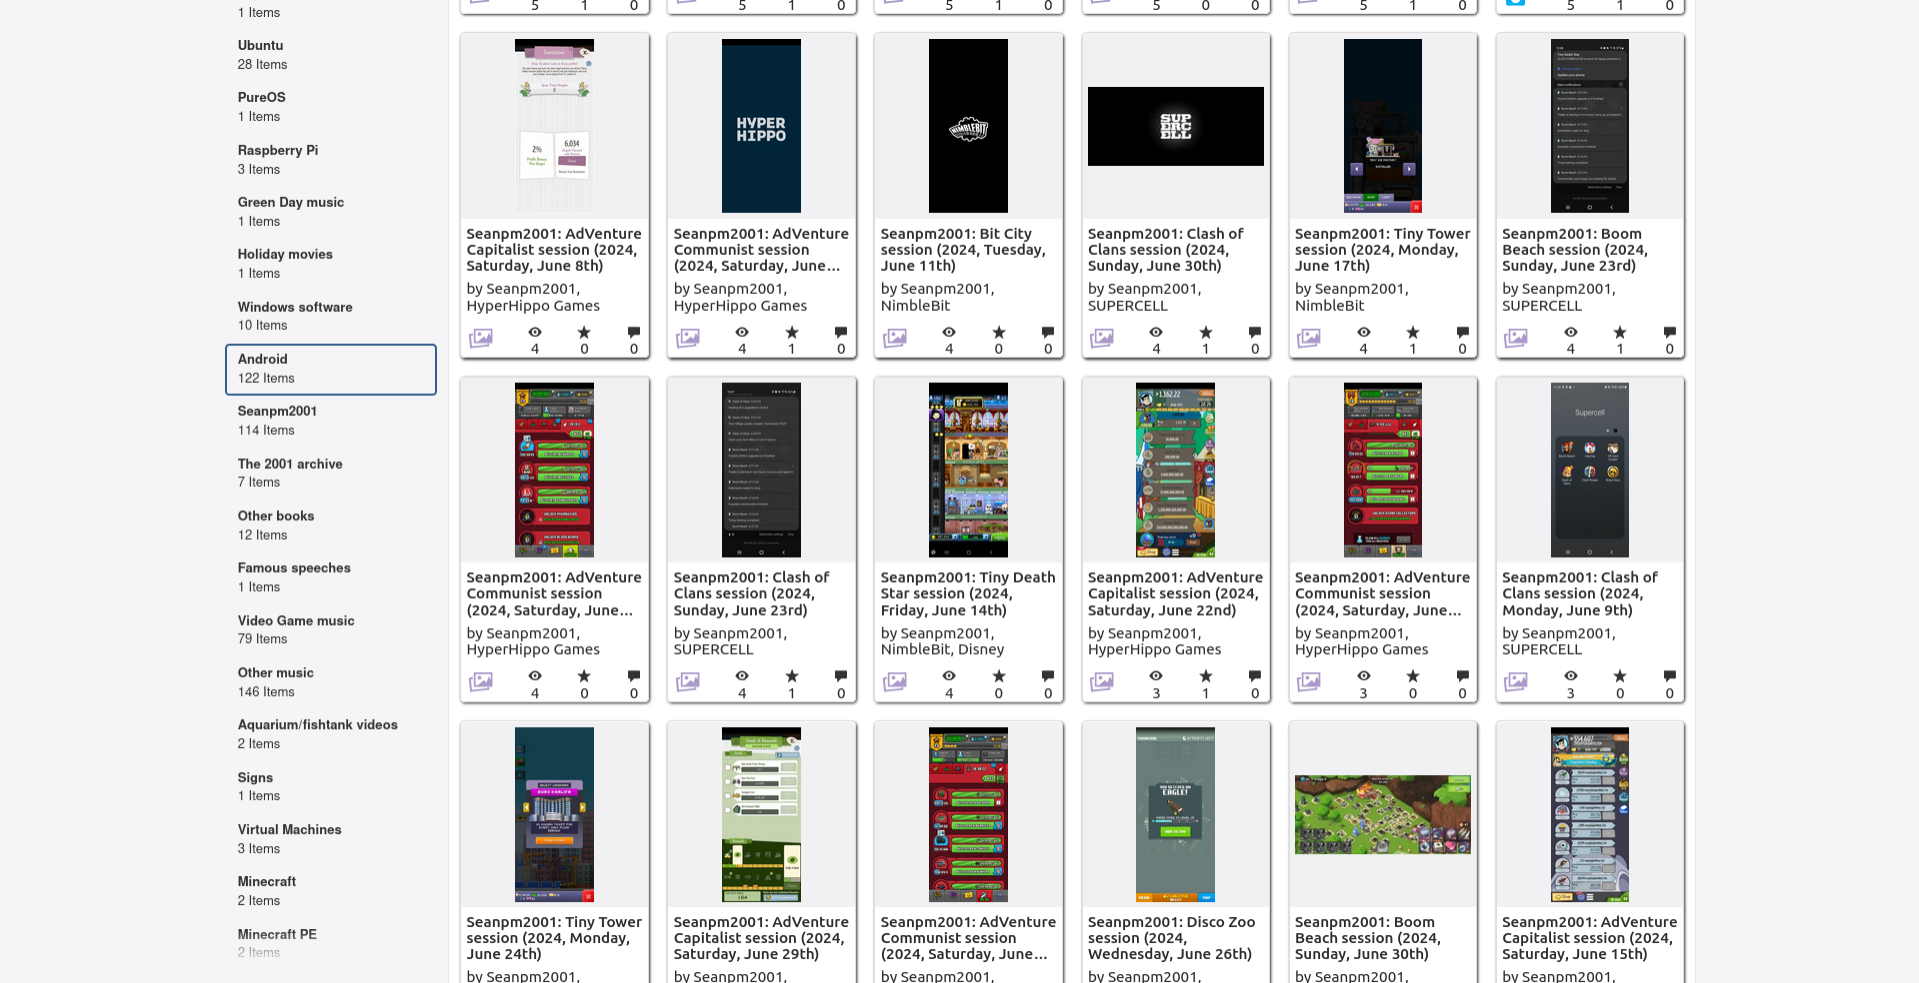 1 Items
Ubuntu
28 Items
PureOS
1 Items
Raspberry Pi
3 Items
Green Day music
1 Items
Holiday movies
1 Items
Windows software
10 Items
Android
122 Items
Seanpm2001
114 Items
The 2001 archive
7 Items
Other books
12 Items
Famous speeches
1 Items
Video Game music
79 Items
Other music
146 Items
Aquarium/fishtank videos
2 Items
Signs
1 Items
Virtual Machines
3 Items
Minecraft
2 Items
Minecraft PE
2 Items
5 1 0
5 1 0
5 1 0
5 0 0
5 1 0
5 1 0
2%
6,034
Seanpm2001: AdVenture
Capitalist session (2024,
Saturday, June 8th)
by Seanpm2001,
HyperHippo Games
4 0 0
HYPER
HIPPO
Seanpm2001: AdVenture
Communist session
(2024, Saturday, June...
by Seanpm2001,
HyperHippo Games
4 1 0
NIMBLEBIT
Seanpm2001: Bit City
session (2024, Tuesday,
June 11th)
by Seanpm2001,
NimbleBit
4 0 0
SUP
ERC
ELL
Seanpm2001: Clash of
Clans session (2024,
Sunday, June 30th)
by Seanpm2001,
SUPERCELL
4 1 0
Seanpm2001: Tiny Tower
session (2024, Monday,
June 17th)
by Seanpm2001,
NimbleBit
4 1 0
Seanpm2001: Boom
Beach session (2024,
Sunday, June 23rd)
by Seanpm2001,
SUPERCELL
4 1 0
Seanpm2001: AdVenture
Communist session
(2024, Saturday, June...
by Seanpm2001,
HyperHippo Games
4 0 0
Seanpm2001: Clash of
Clans session (2024,
Sunday, June 23rd)
by Seanpm2001,
SUPERCELL
4 1 0
Seanpm2001: Tiny Death
Star session (2024,
Friday, June 14th)
by Seanpm2001,
NimbleBit, Disney
4 0 0
Seanpm2001: AdVenture
Capitalist session (2024,
Saturday, June 22nd)
by Seanpm2001,
HyperHippo Games
3 1 0
Seanpm2001: AdVenture
Communist session
(2024, Saturday, June...
by Seanpm2001,
HyperHippo Games
3 0 0
Supercell
Seanpm2001: Clash of
Clans session (2024,
Monday, June 9th)
by Seanpm2001,
SUPERCELL
3 0 0
Seanpm2001: Tiny Tower
session (2024, Monday,
June 24th)
by Seanpm2001,
Seanpm2001: AdVenture
Capitalist session (2024,
Saturday, June 29th)
by Seanpm2001,
Seanpm2001: AdVenture
Communist session
(2024, Saturday, June...
by Seanpm2001,
EAGLE!
Seanpm2001: Disco Zoo
session (2024,
Wednesday, June 26th)
by Seanpm2001,
Seanpm2001: Boom
Beach session (2024,
Sunday, June 30th)
by Seanpm2001,
Seanpm2001: AdVenture
Capitalist session (2024,
Saturday, June 15th)
by Seanpm2001,